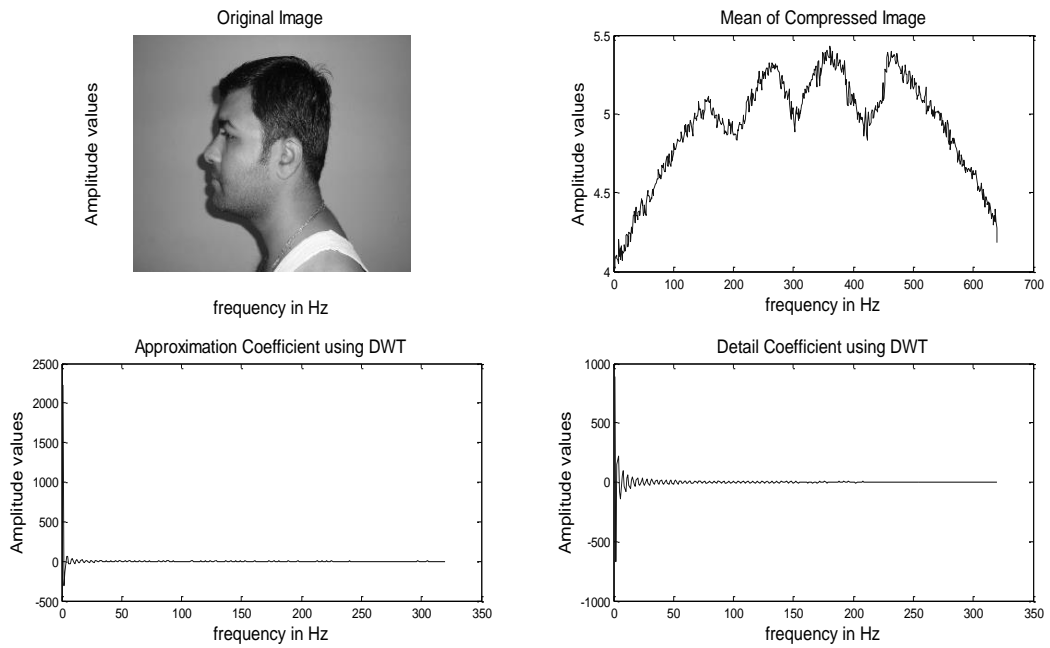 Original Image
Amplitude values
frequency in Hz
Mean of Compressed Image
5.5
5
4.5
4
Amplitude values
0 100 200 300 400 500 600 700
frequency in Hz
Approximation Coefficient using DWT
2500
2000
1500
1000
500
0
-500
Amplitude values
0 50 100 150 200 250 300 350
frequency in Hz
Detail Coefficient using DWT
1000
500
0
-500
-1000
Amplitude values
0 50 100 150 200 250 300 350
frequency in Hz